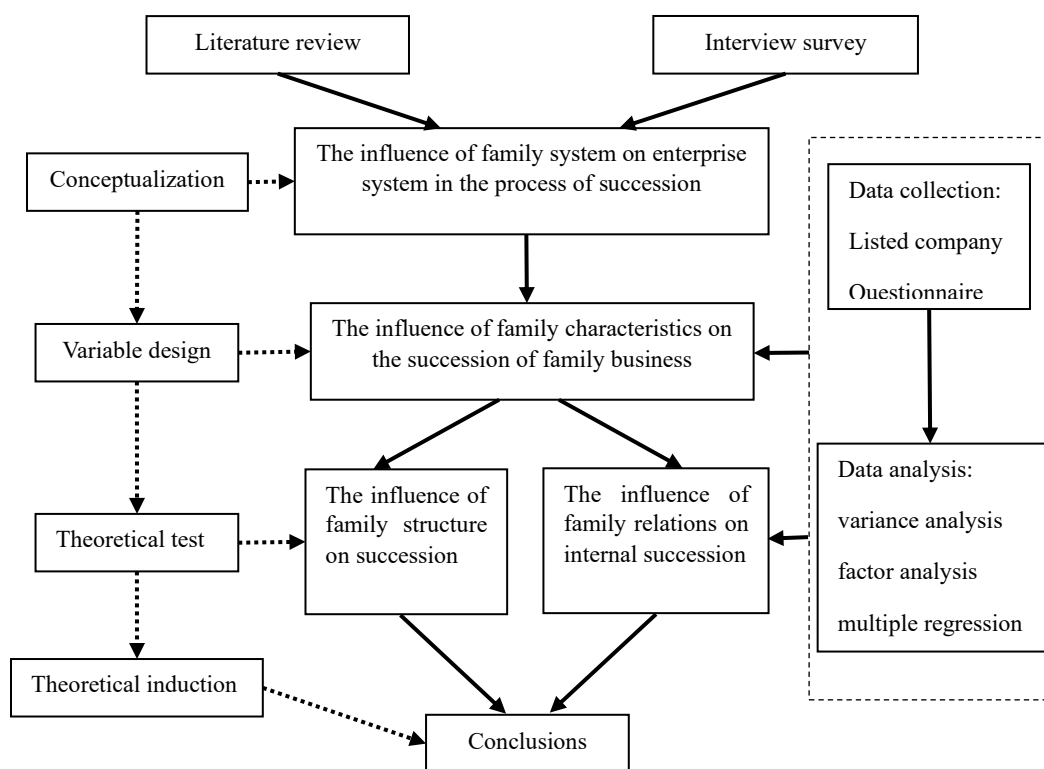 Literature review
Interview survey
The influence of family system on enterprise
system in the process of succession
Conceptualization
Data collection:
Listed company
Questionnaire
The influence of family characteristics on
the succession of family business
Variable design
The influence of
family structure
on succession
The influence of
family relations on
internal succession
Data analysis:
variance analysis
factor analysis
multiple regression
Theoretical test
Theoretical induction
Conclusions